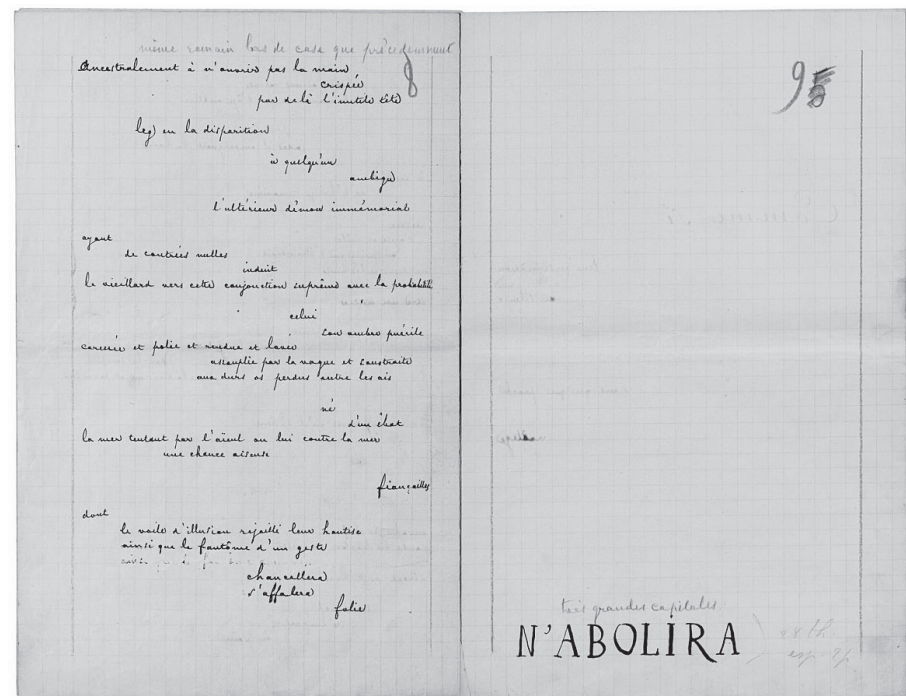 même romain bas de casse que précédemment
8
Ancestralement à n'ouvrir pas la main
crispée
par delà l'inutile tête
legs en la disparition
à quelqu'un
ambigu
l'ultérieur démon immémorial
ayant
de contrées nulles
induit
le vieillard vers cette conjonction suprême avec la probabilité
celui
son ombre puérile
caressée et polie et rendue et lavée
assouplie par la vague et soustraite
aux durs os perdus entre les ais
né
d'un ébat
la mer tentant par l'aïeul ou lui contre la mer
une chance oiseuse
fiançailles
dont
le voile d'illusion rejailli leur hantise
ainsi que le fantôme d'un geste
chancellera
s'affalera
folie
9
très grandes capitales
N'ABOLIRA